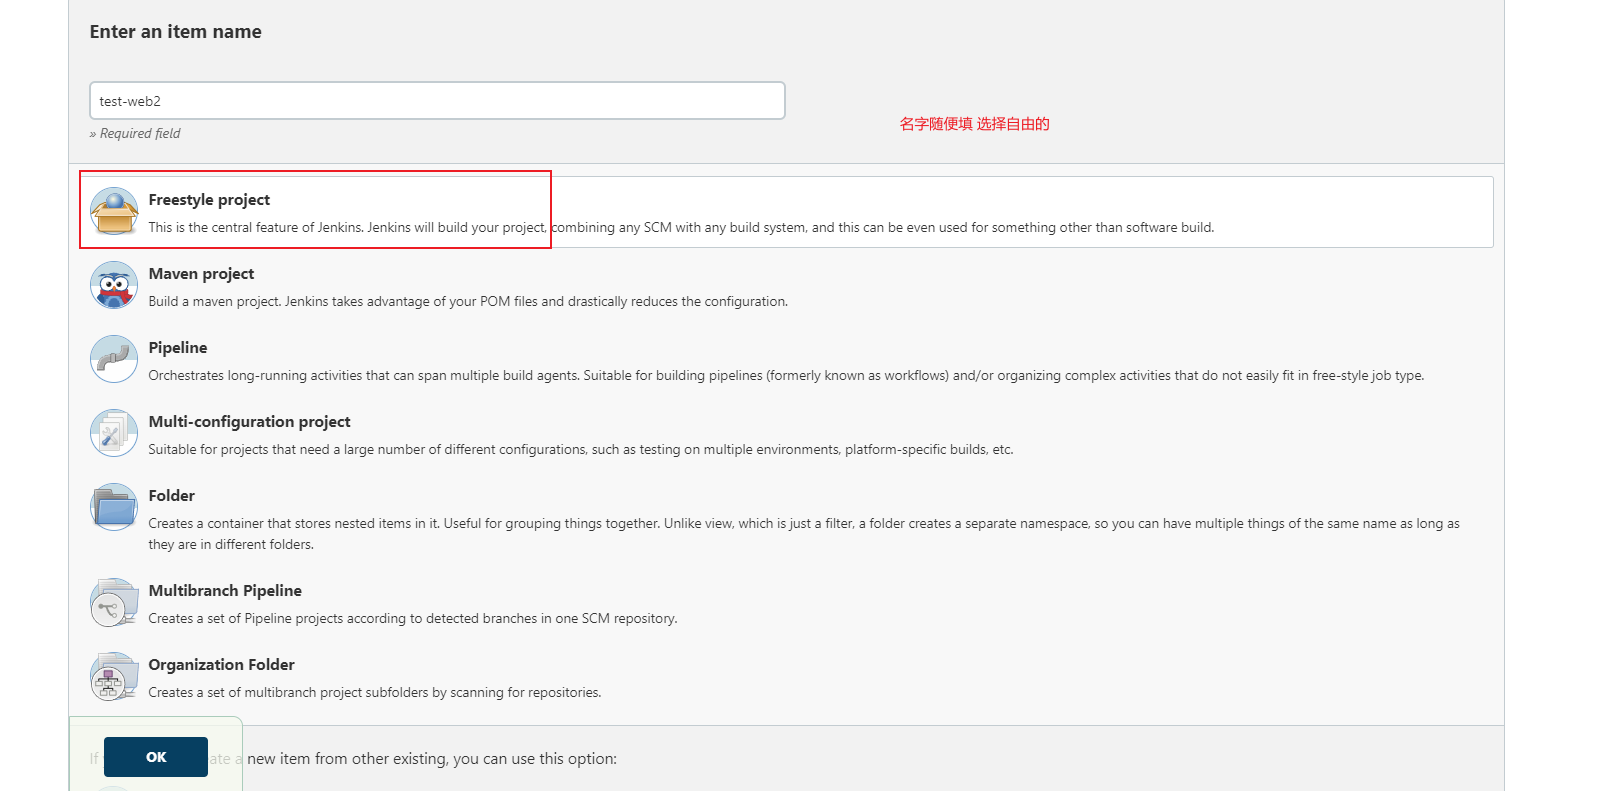 Enter an item name
test-web2
» Required field
名字随便填 选择自由的
Freestyle project
This is the central feature of Jenkins. Jenkins will build your project, combining any SCM with any build system, and this can be even used for something other than software build.
Maven project
Build a maven project. Jenkins takes advantage of your POM files and drastically reduces the configuration.
Pipeline
Orchestrates long-running activities that can span multiple build agents. Suitable for building pipelines (formerly known as workflows) and/or organizing complex activities that do not easily fit in free-style job type.
Multi-configuration project
Suitable for projects that need a large number of different configurations, such as testing on multiple environments, platform-specific builds, etc.
Folder
Creates a container that stores nested items in it. Useful for grouping things together. Unlike view, which is just a filter, a folder creates a separate namespace, so you can have multiple things of the same name as long as
they are in different folders.
Multibranch Pipeline
Creates a set of Pipeline projects according to detected branches in one SCM repository.
Organization Folder
Creates a set of multibranch project subfolders by scanning for repositories.
If ate a new item from other existing, you can use this option:
OK